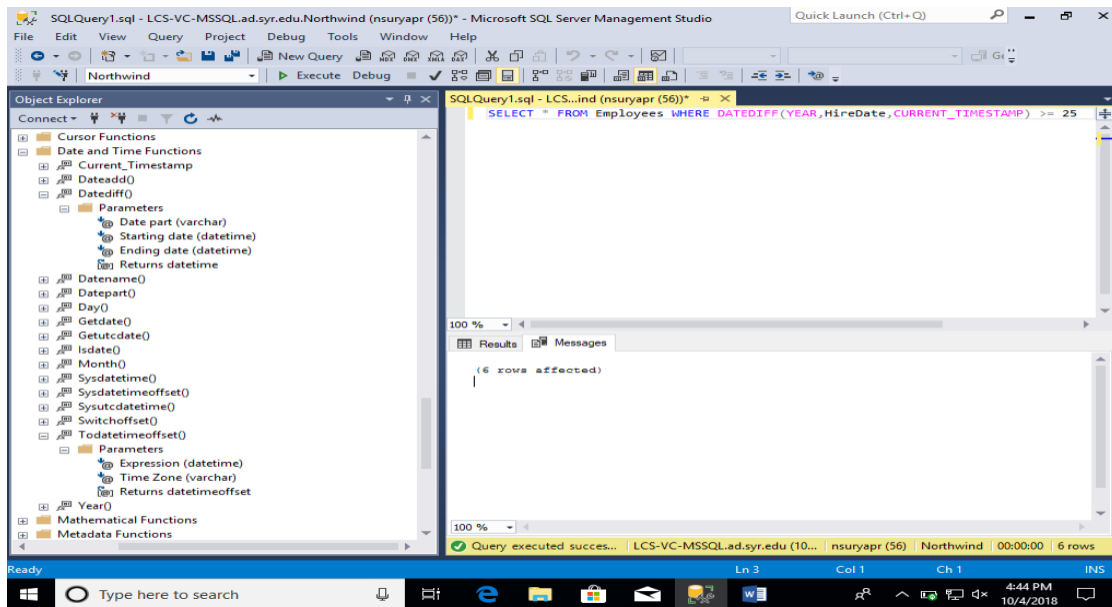 SQLQuery1.sql - LCS-VC-MSSQL.ad.syr.edu.Northwind (nsuryapr (56))* - Microsoft SQL Server Management Studio
Quick Launch (Ctrl+Q)
File Edit View Query Project Debug Tools Window Help
New Query
Northwind Execute Debug
Object Explorer
SQLQuery1.sql - LCS...ind (nsuryapr (56))*
Connect
SELECT * FROM Employees WHERE DATEDIFF(YEAR,HireDate,CURRENT_TIMESTAMP) >= 25
Cursor Functions
Date and Time Functions
Current_Timestamp
Dateadd()
Datediff()
Parameters
Date part (varchar)
Starting date (datetime)
Ending date (datetime)
Returns datetime
Datename()
Datepart()
Day()
Getdate()
Getutcdate()
Isdate()
Month()
Sysdatetime()
Sysdatetimeoffset()
Sysutcdatetime()
Switchoffset()
Todatetimeoffset()
Parameters
Expression (datetime)
Time Zone (varchar)
Returns datetimeoffset
Year()
Mathematical Functions
Metadata Functions
100 %
Results Messages
(6 rows affected)
100 %
Query executed succes... LCS-VC-MSSQL.ad.syr.edu (10... nsuryapr (56) Northwind 00:00:00 6 rows
Ready Ln 3 Col 1 Ch 1 INS
Type here to search
4:44 PM
10/4/2018